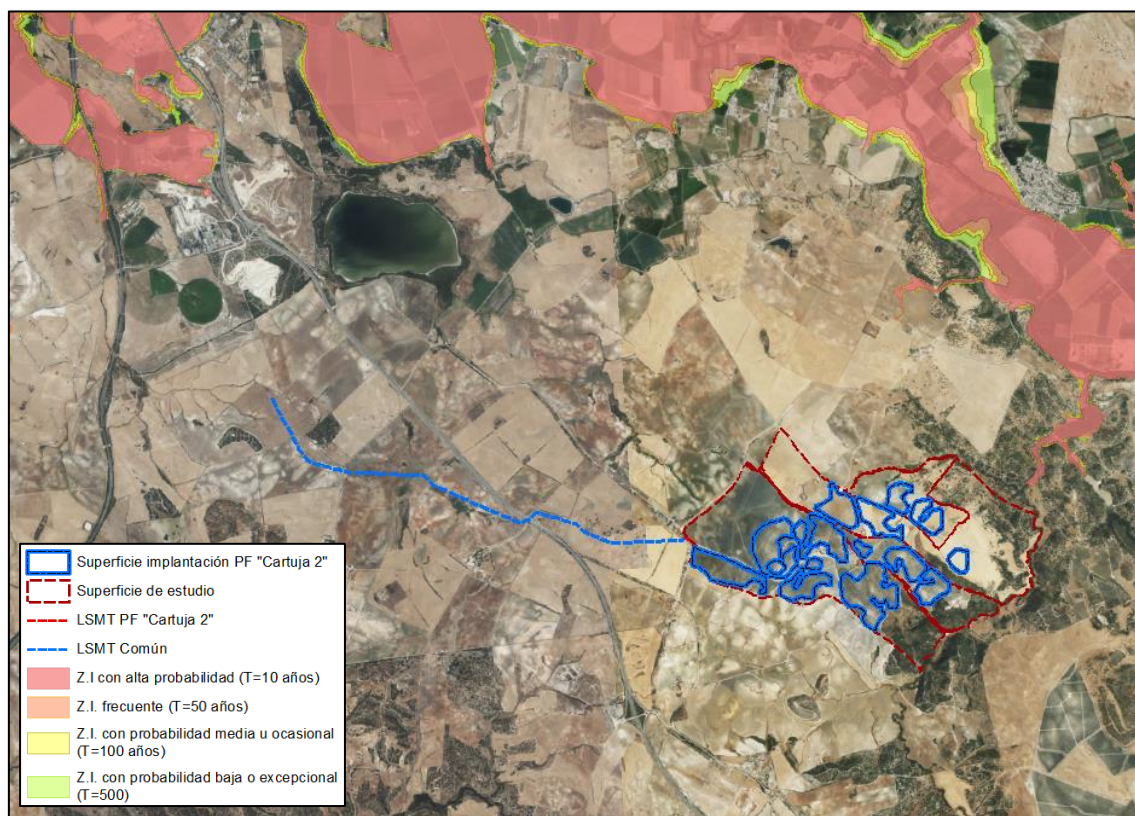 Superficie implantación PF "Cartuja 2"
Superficie de estudio
LSMT PF "Cartuja 2"
LSMT Común
Z.I con alta probabilidad (T=10 años)
Z.I. frecuente (T=50 años)
Z.I. con probabilidad media u ocasional
(T=100 años)
Z.I. con probabilidad baja o excepcional
(T=500)